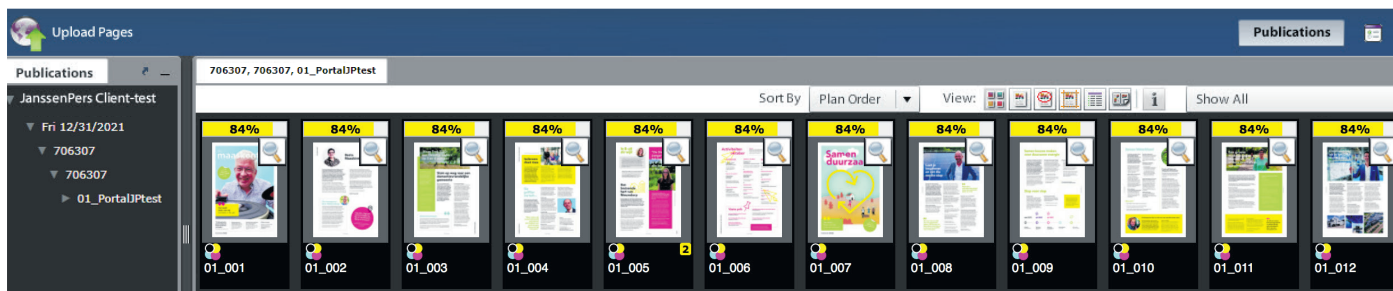 Upload Pages
Publications
Publications
706307, 706307, 01_PortalJPtest
JanssenPers Client-test
Sort By
Plan Order
View:
i
Show All
Fri 12/31/2021
706307
706307
01_PortalJPtest
84% 84% 84% 84% 84% 84% 84% 84% 84% 84% 84% 84%
Samen
duurzaa
2
01_001 01_002 01_003 01_004 01_005 01_006 01_007 01_008 01_009 01_010 01_011 01_012